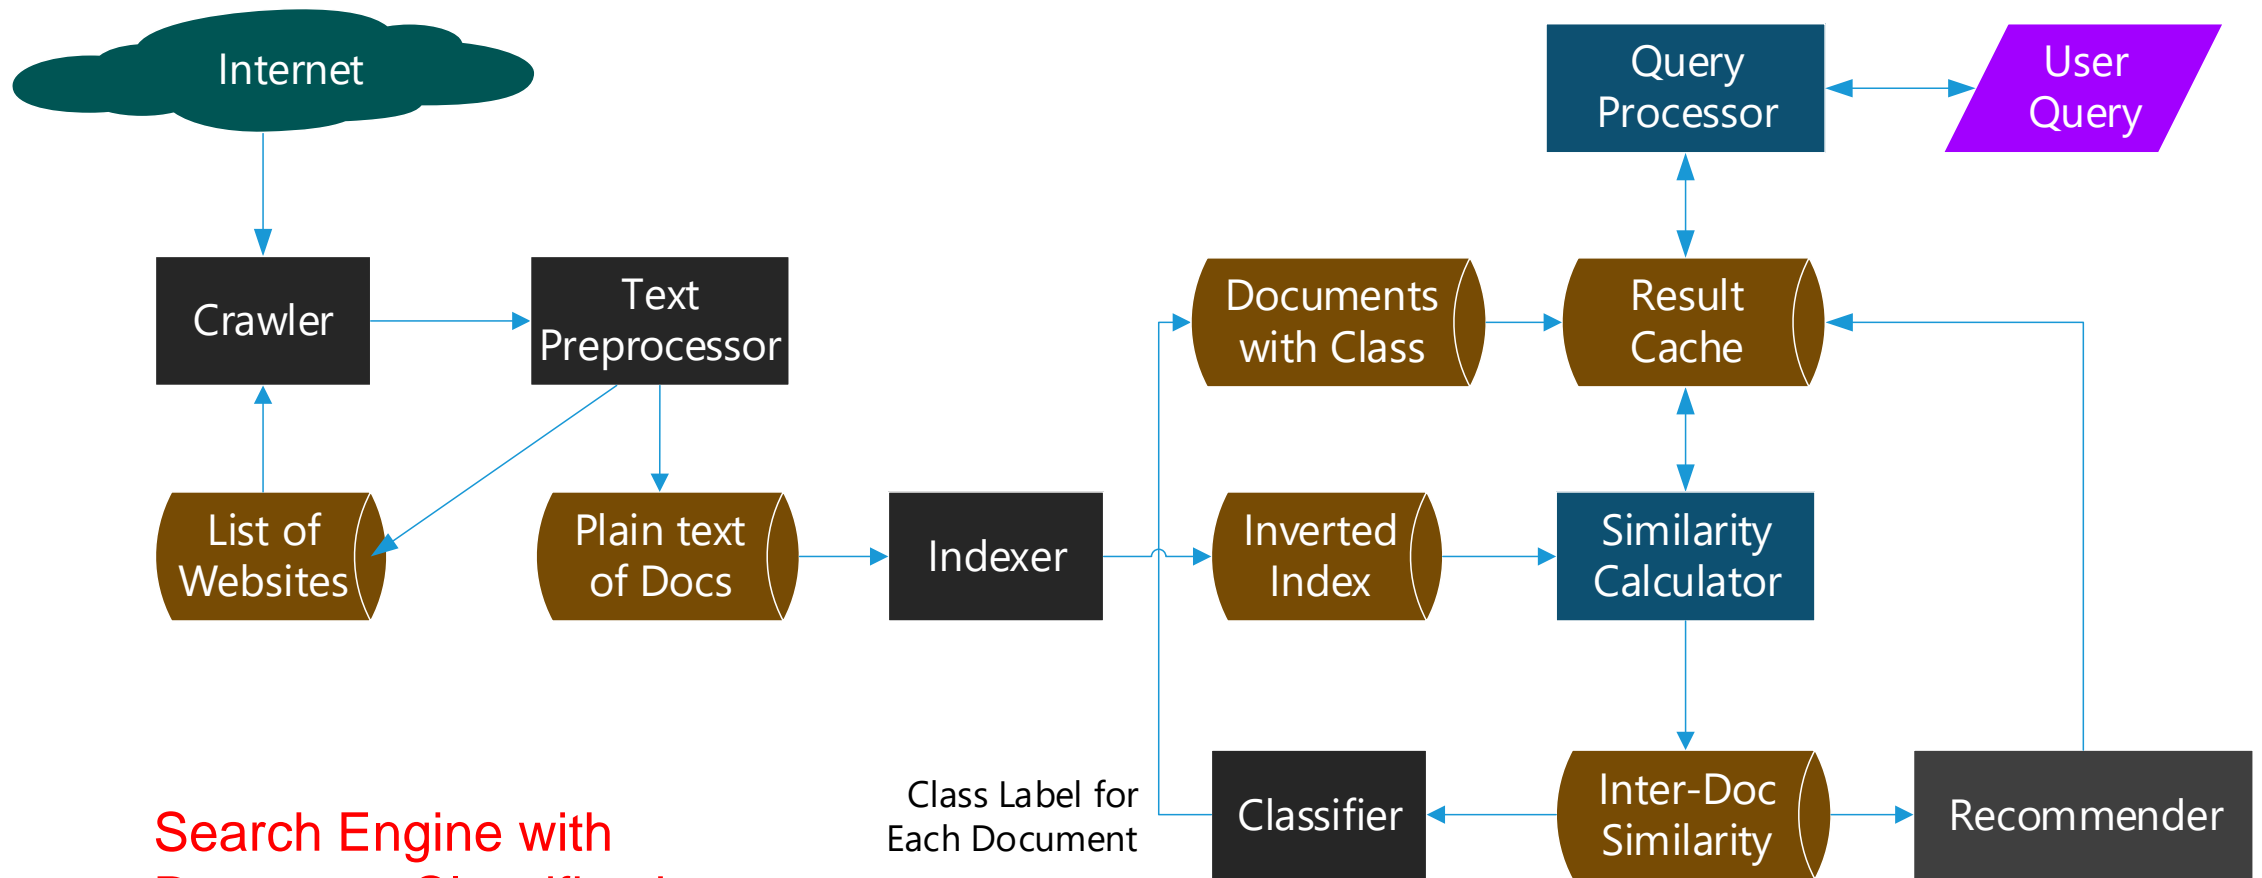 Internet
Query
Processor
User
Query
Crawler
Text
Preprocessor
Documents
with Class
Result
Cache
List of
Websites
Plain text
of Docs
Indexer
Inverted
Index
Similarity
Calculator
Class Label for
Each Document
Classifier
Inter-Doc
Similarity
Recommender
Search Engine with